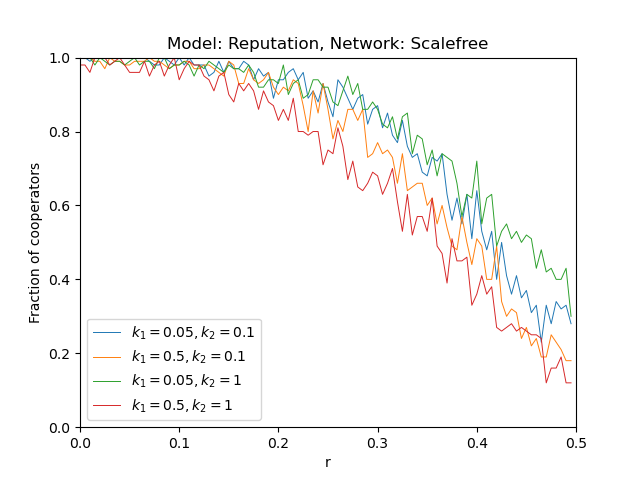 Model: Reputation, Network: Scalefree
Fraction of cooperators
1.0
0.8
0.6
0.4
0.2
0.0
k₁ = 0.05, k₂ = 0.1
k₁ = 0.5, k₂ = 0.1
k₁ = 0.05, k₂ = 1
k₁ = 0.5, k₂ = 1
0.0 0.1 0.2 0.3 0.4 0.5
r